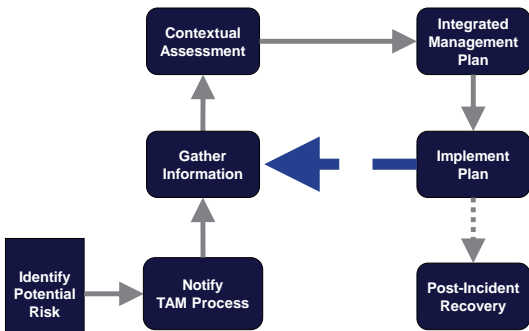 Contextual
Assessment
Integrated
Management
Plan
Gather
Information
Implement
Plan
Identify
Potential
Risk
Notify
TAM Process
Post-Incident
Recovery